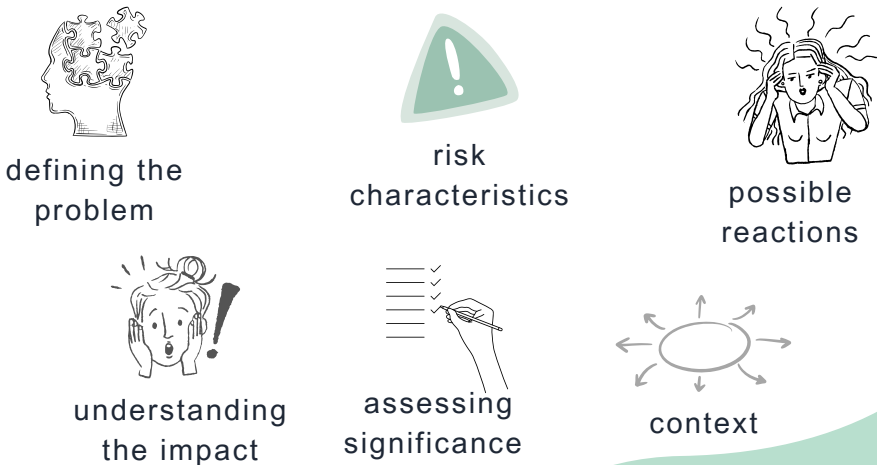 defining the
problem
risk
characteristics
possible
reactions
understanding
the impact
assessing
significance
context